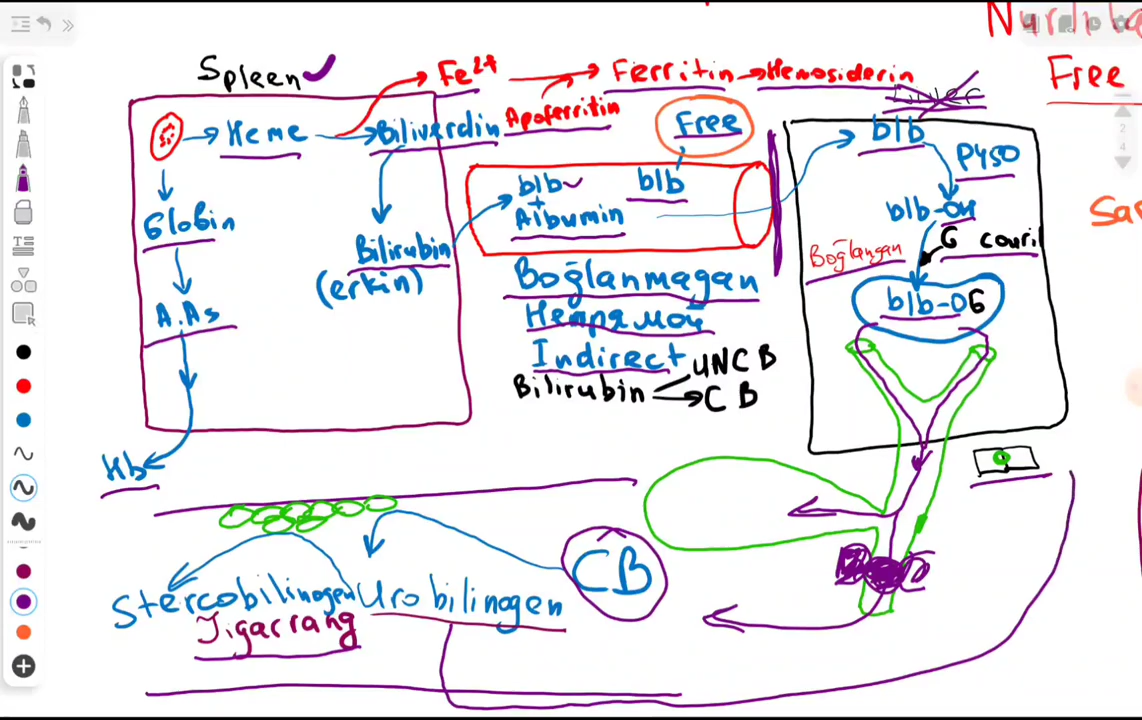 Spleen
Fe2+
Ferritin
Hemosiderin
Free
Heme
Biliverdin
Apoferritin
Free
blb
P450
blb
+
Albumin
blb
blb-OH
Globin
Bilirubin
(erkin)
Boğlangan
G
Boğlanmagan
blb-OG
A.As
Непрямой
Indirect
UNCB
Bilirubin
CB
Hb
CB
Stercobilinogen
Urobilinogen
Jigarrang